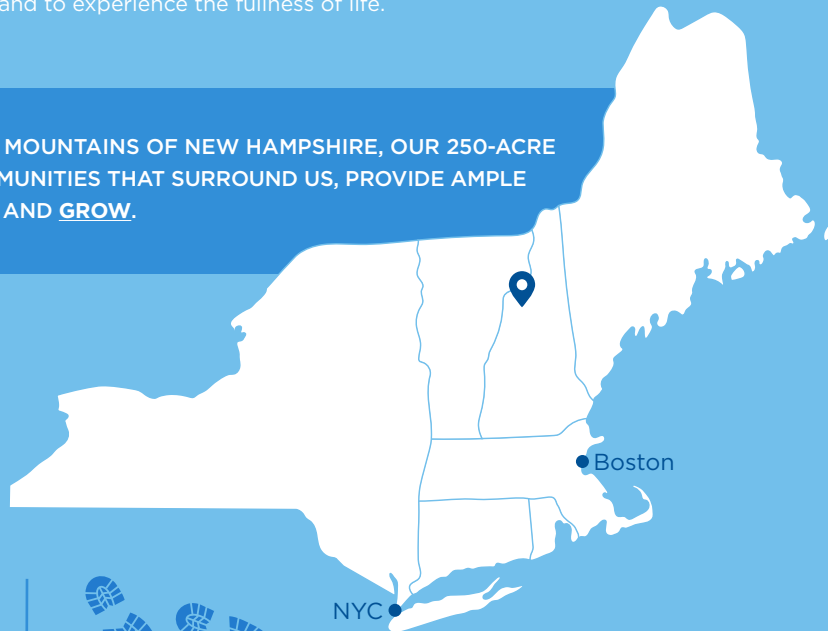 and to experience the fullness of life.
MOUNTAINS OF NEW HAMPSHIRE, OUR 250-ACRE
MUNITIES THAT SURROUND US, PROVIDE AMPLE
AND GROW.
Boston
NYC